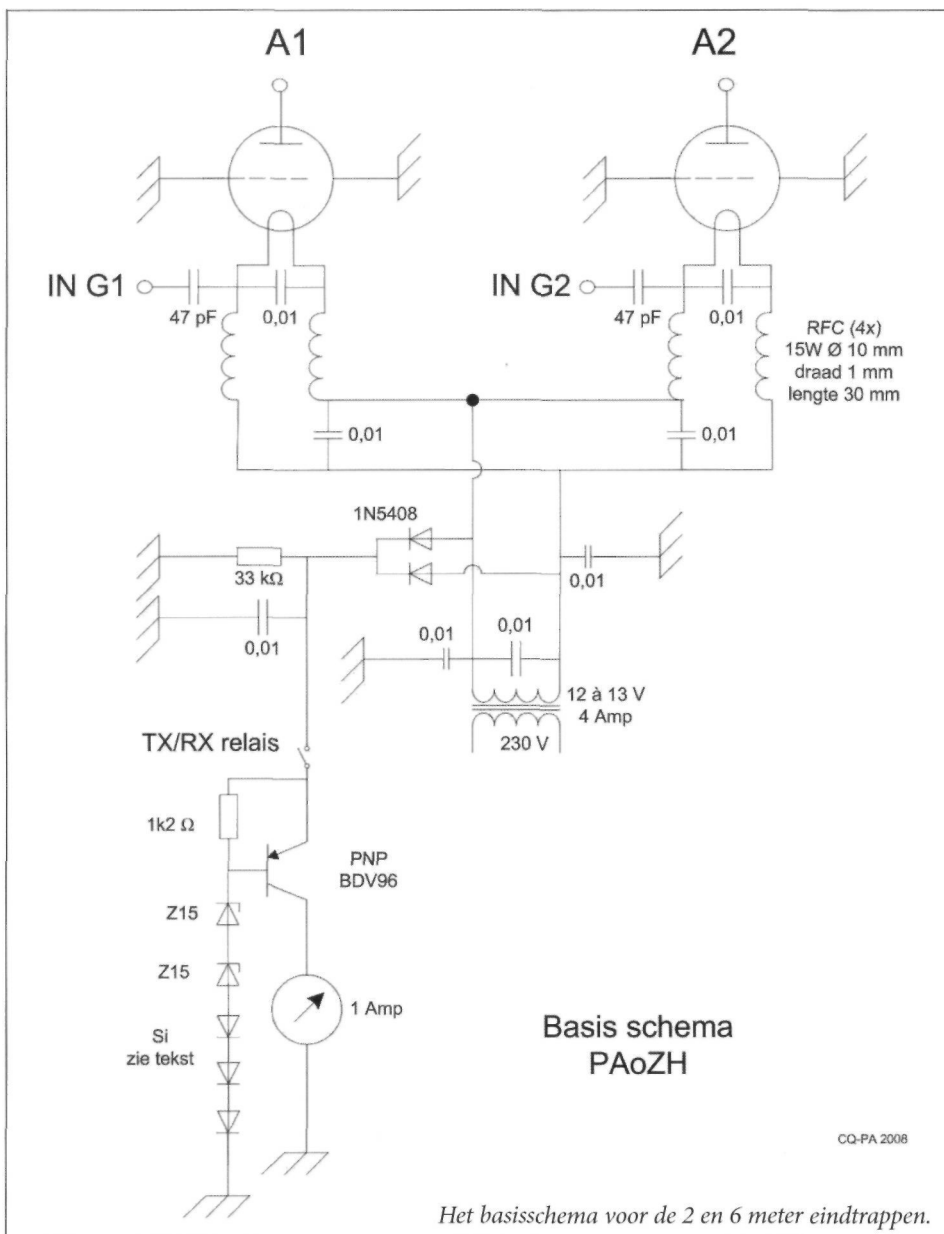 A1
A2
IN G1
47 pF
0,01
IN G2
47 pF
0,01
RFC (4x)
15W Ø 10 mm
draad 1 mm
lengte 30 mm
0,01
0,01
1N5408
33 kΩ
0,01
0,01
0,01
0,01
12 à 13 V
4 Amp
230 V
TX/RX relais
1k2 Ω
PNP
BDV96
Z15
Z15
1 Amp
Si
zie tekst
Basis schema
PAoZH
CQ-PA 2008
Het basisschema voor de 2 en 6 meter eindtrappen.